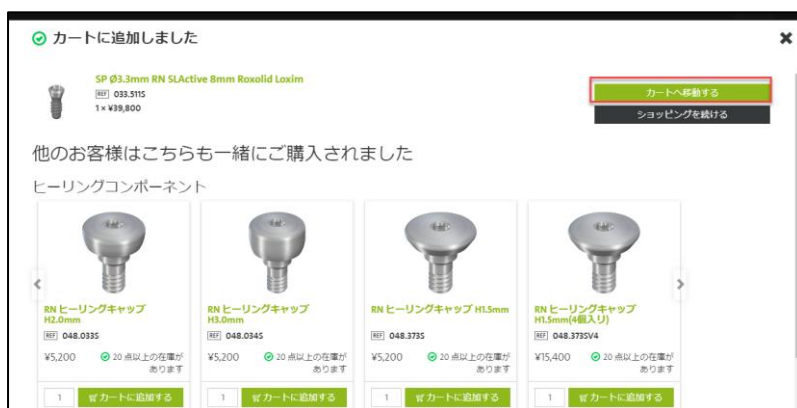 カートに追加しました
SP Ø3.3mm RN SLActive 8mm Roxolid Loxim
REF 033.511S
1 × ¥39,800
カートへ移動する
ショッピングを続ける
他のお客様はこちらも一緒にご購入されました
ヒーリングコンポーネント
RN ヒーリングキャップ
H2.0mm
REF 048.033S
¥5,200 20 点以上の在庫が
あります
1 カートに追加する
RN ヒーリングキャップ
H3.0mm
REF 048.034S
¥5,200 20 点以上の在庫が
あります
1 カートに追加する
RN ヒーリングキャップ H1.5mm
REF 048.373S
¥5,200 20 点以上の在庫が
あります
1 カートに追加する
RN ヒーリングキャップ
H1.5mm(4個入り)
REF 048.373SV4
¥15,400 20 点以上の在庫が
あります
1 カートに追加する